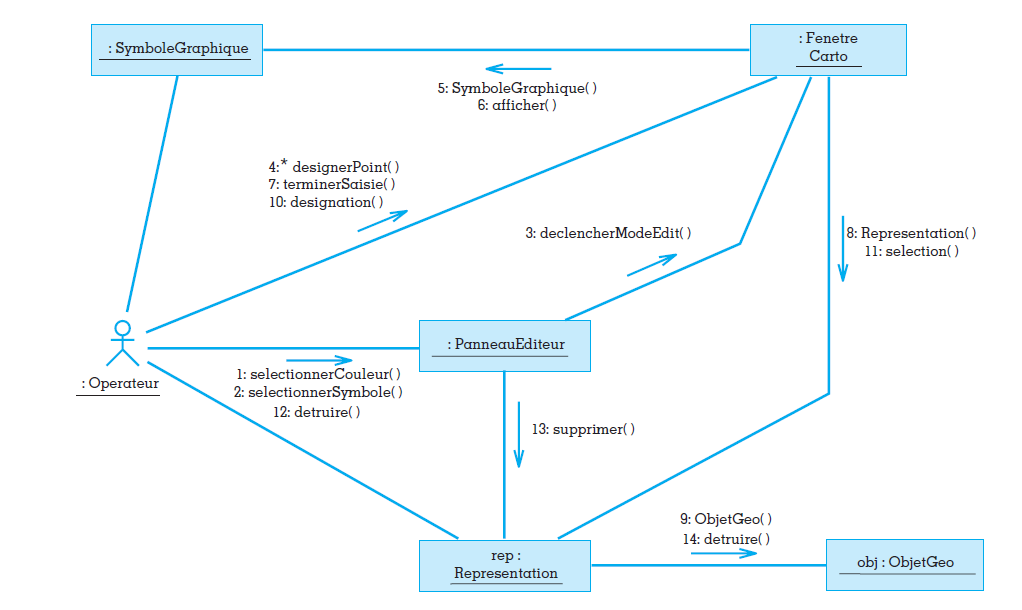 : SymboleGraphique
: Fenetre
Carto
5: SymboleGraphique( )
6: afficher( )
4:* designerPoint( )
7: terminerSaisie( )
10: designation( )
3: declencherModeEdit( )
8: Representation( )
11: selection( )
: PanneauEditeur
: Operateur
1: selectionnerCouleur( )
2: selectionnerSymbole( )
12: detruire( )
13: supprimer( )
9: ObjetGeo( )
14: detruire( )
rep :
Representation
obj : ObjetGeo